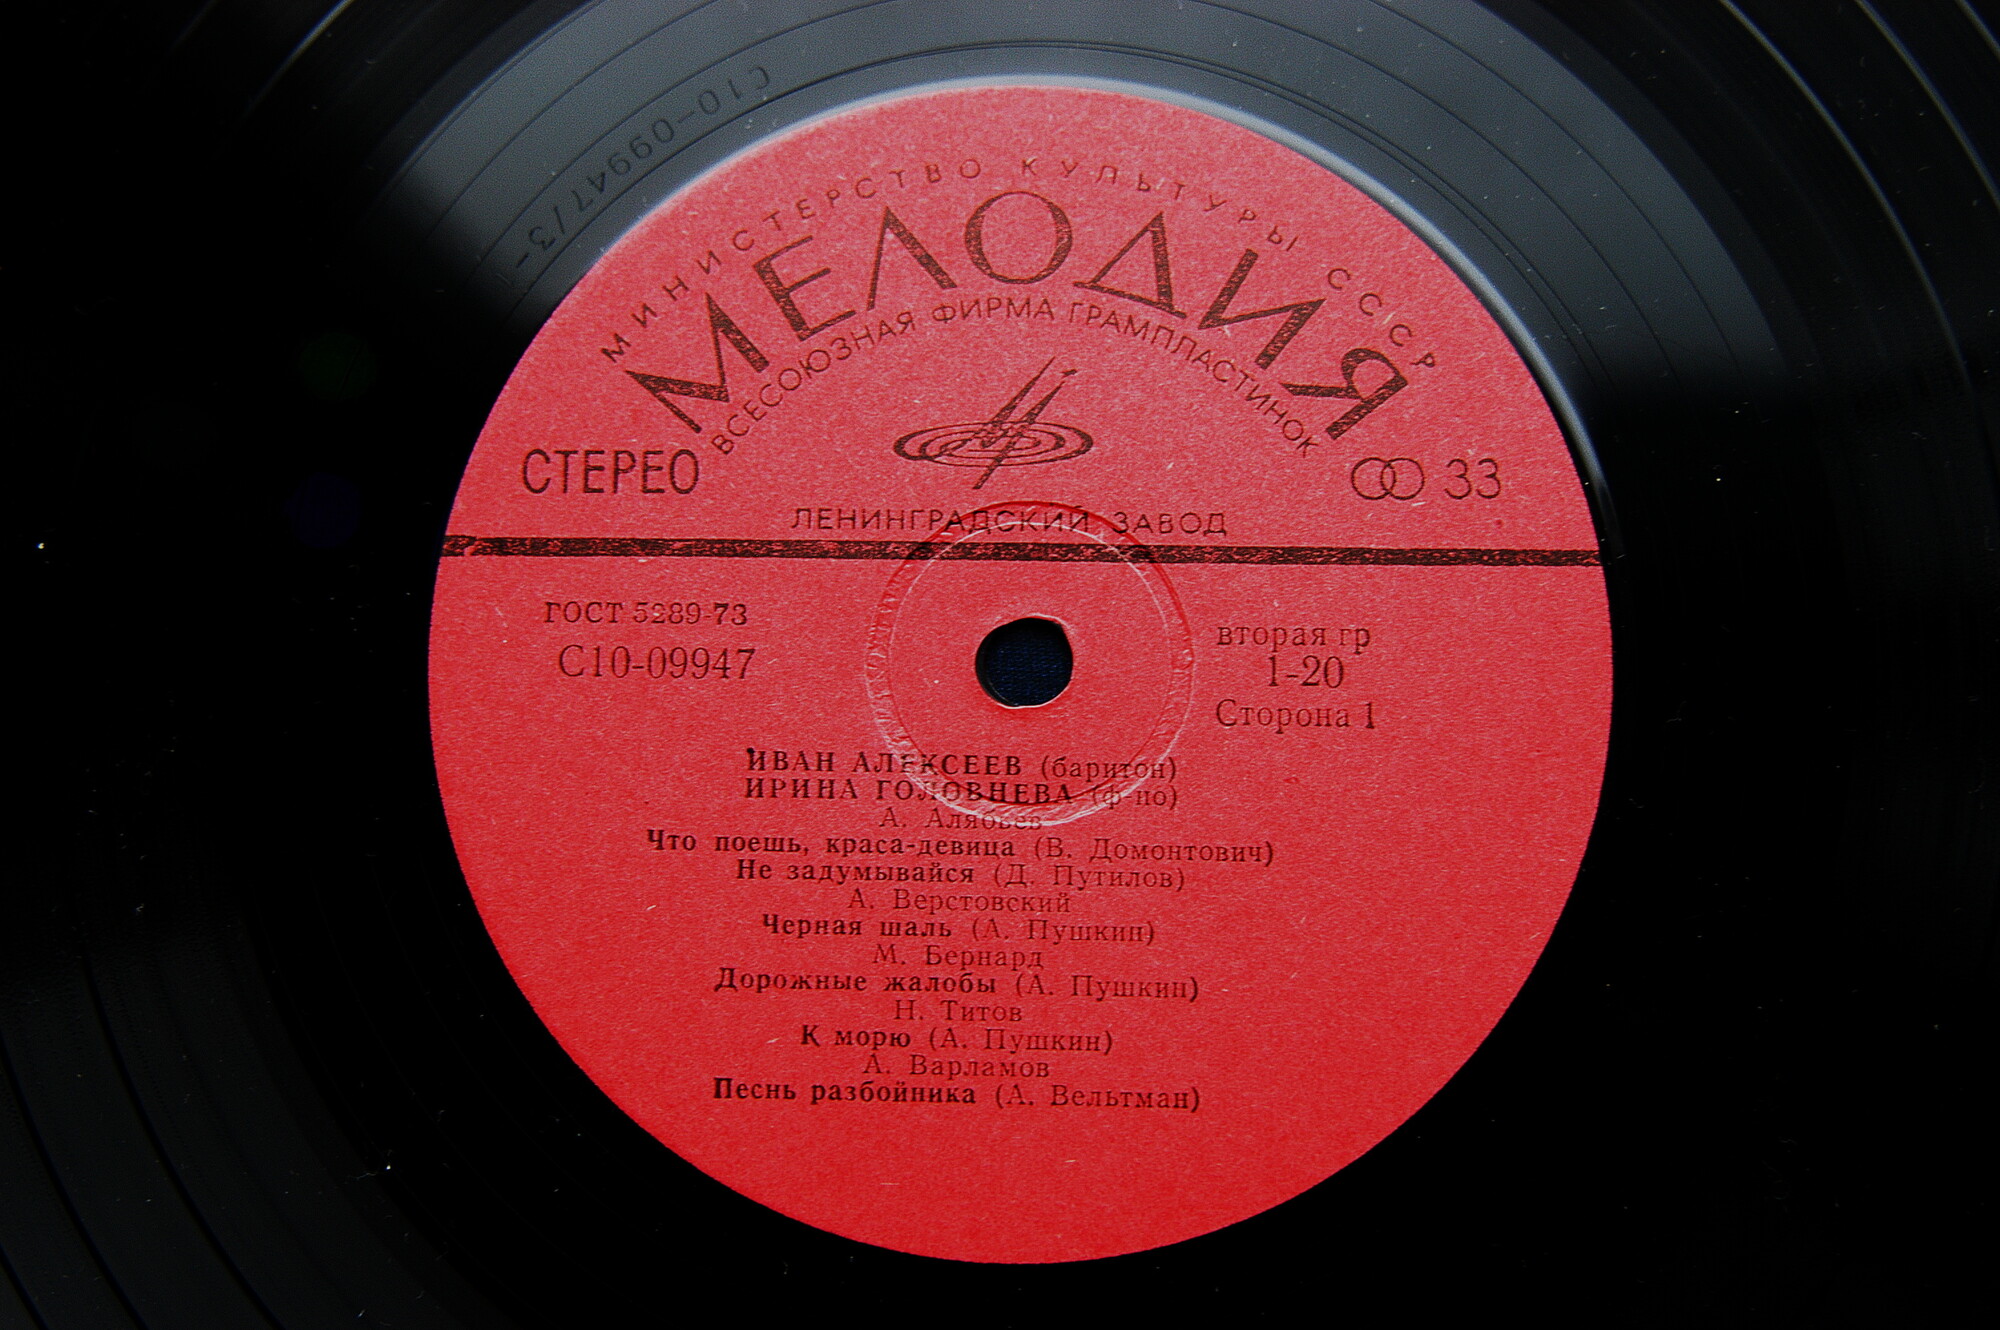 С10-09947/3-1
МИНИСТЕРСТВО КУЛЬТУРЫ СССР
МЕЛОДИЯ
ВСЕСОЮЗНАЯ ФИРМА ГРАМПЛАСТИНОК
СТЕРЕО
33
ЛЕНИНГРАДСКИЙ ЗАВОД
ГОСТ 5289-73
С10-09947
вторая гр
1-20
Сторона 1
ИВАН АЛЕКСЕЕВ (баритон)
ИРИНА ГОЛОВНЕВА (ф-но)
А. Алябьев
Что поешь, краса-девица (В. Домонтович)
Не задумывайся (Д. Путилов)
А. Верстовский
Черная шаль (А. Пушкин)
М. Бернард
Дорожные жалобы (А. Пушкин)
Н. Титов
К морю (А. Пушкин)
А. Варламов
Песнь разбойника (А. Вельтман)